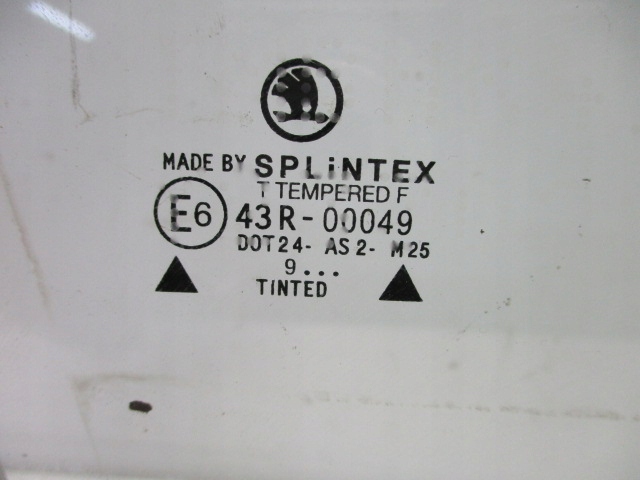 MADE BY SPLiNTEX
T TEMPERED F
E6 43R-00049
DOT24- AS2- M25
9...
TINTED